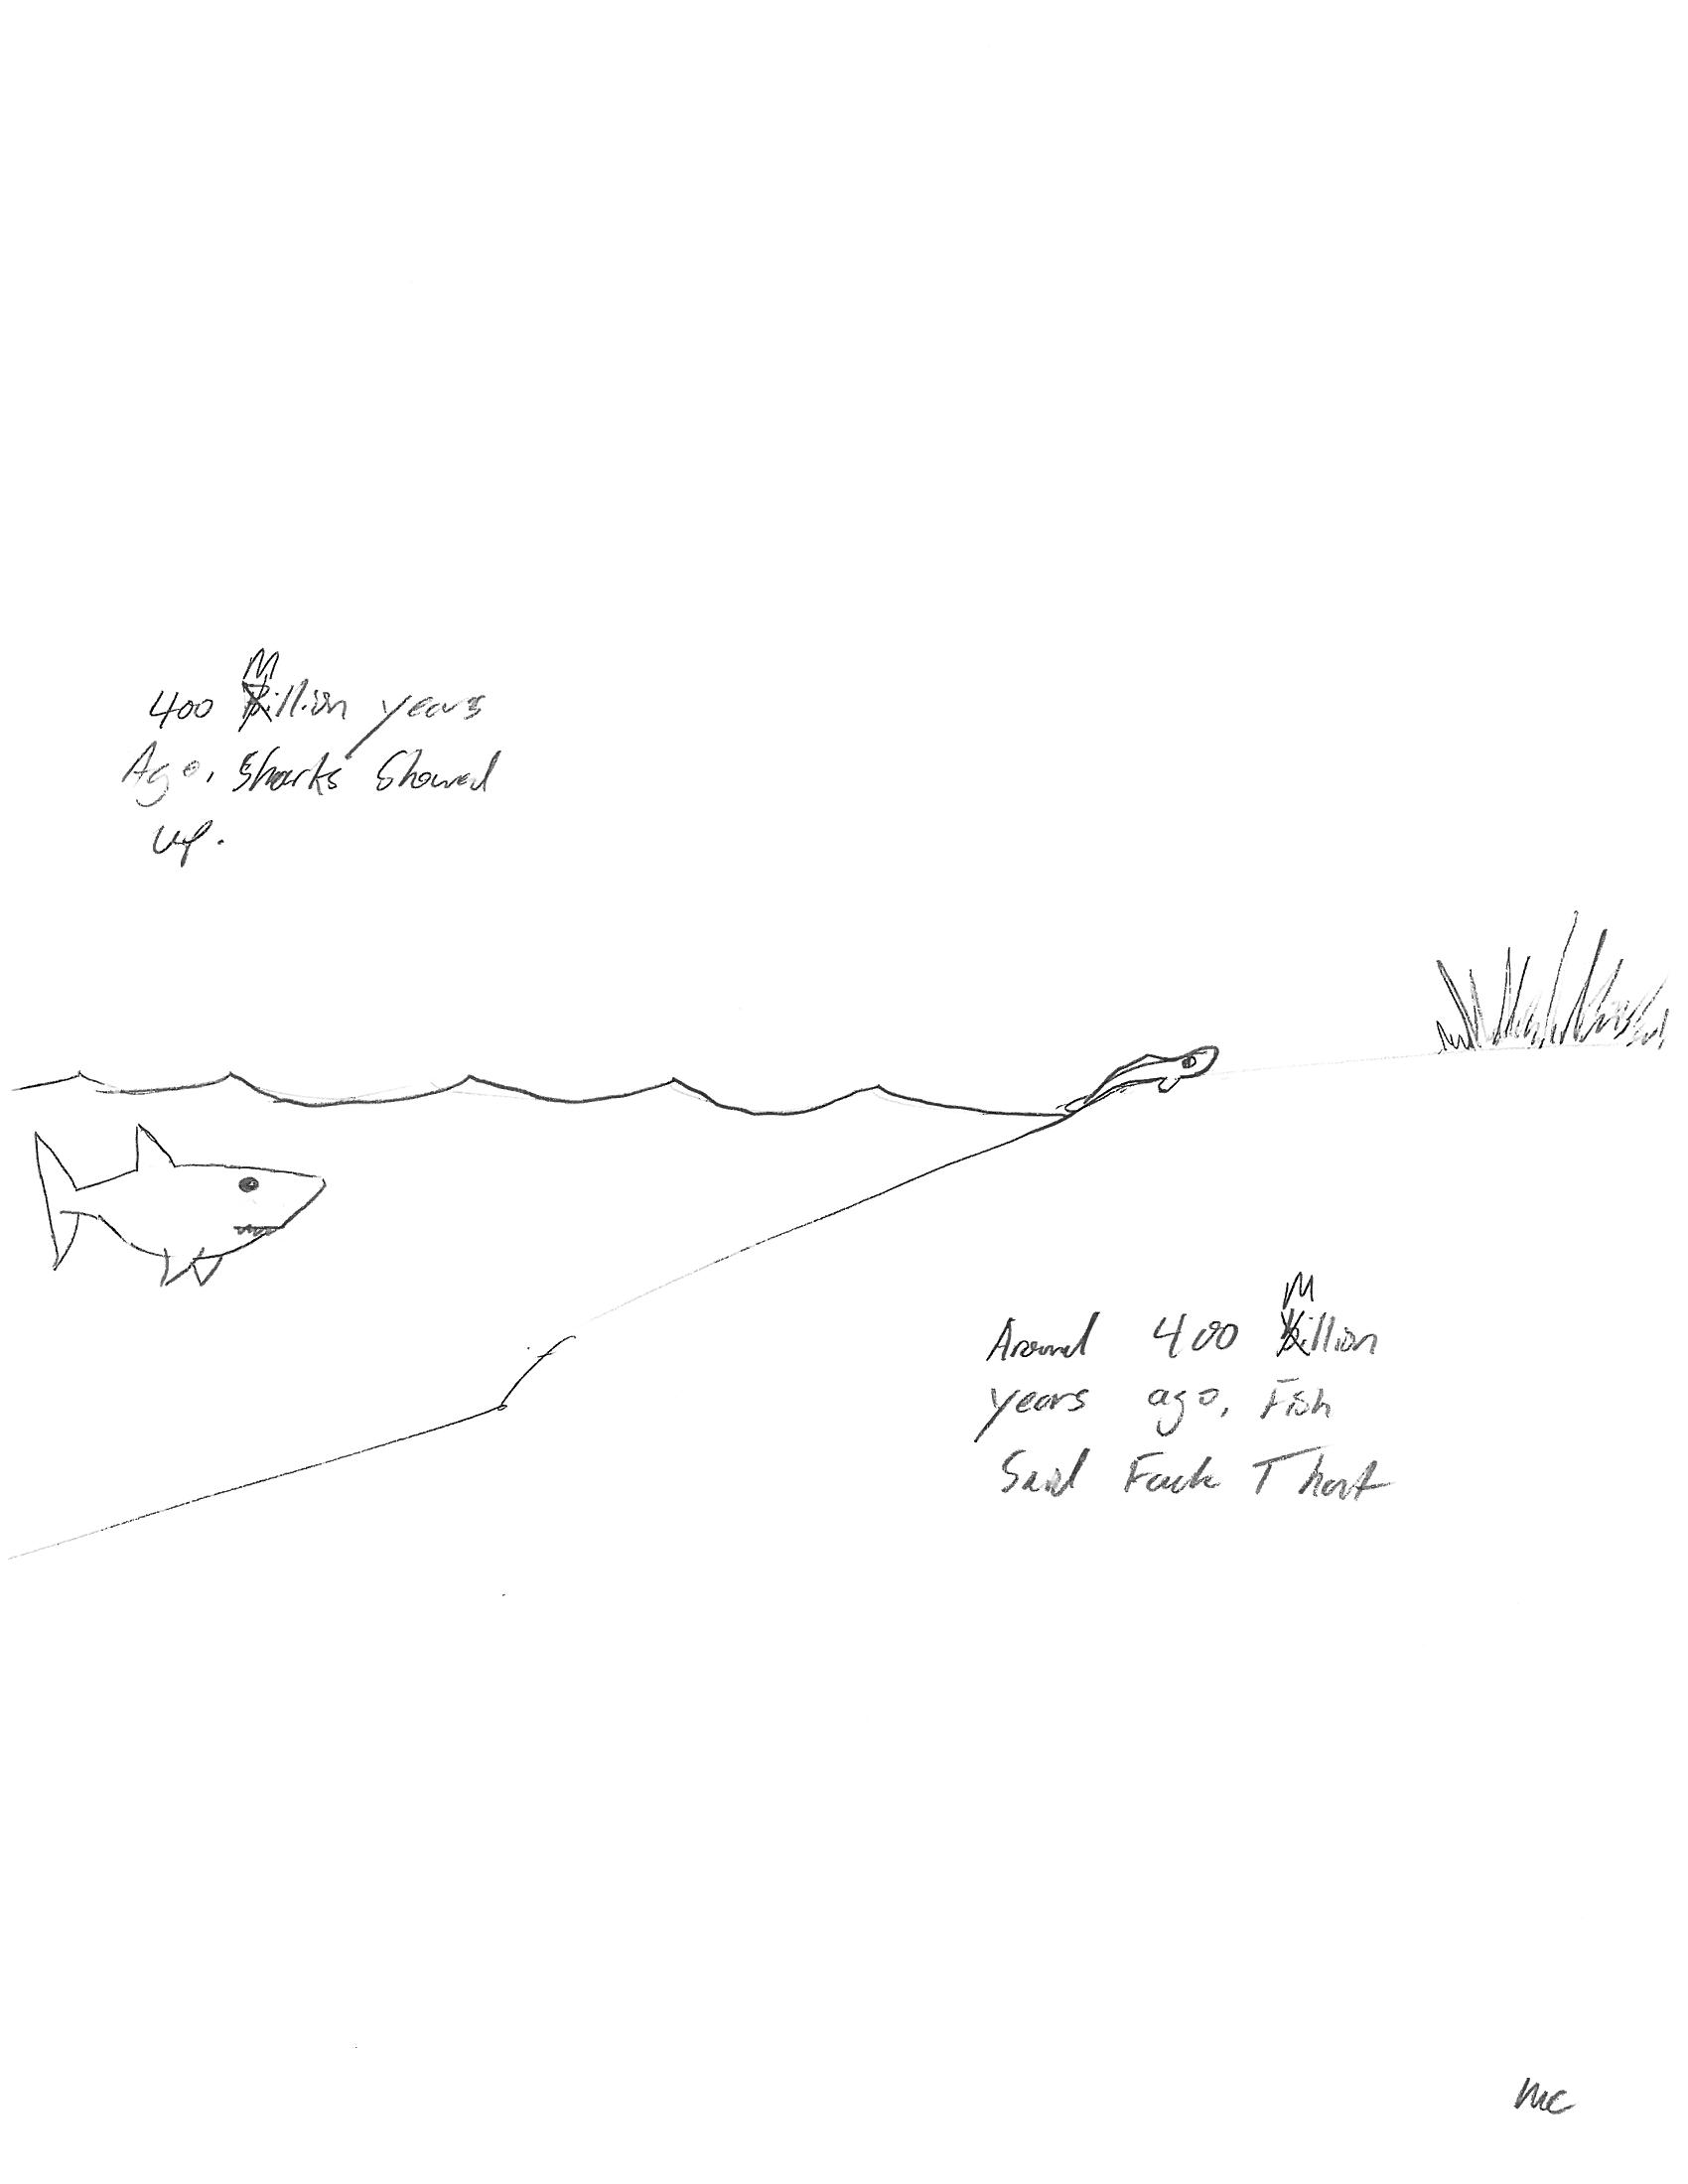 400 Million years
Ago, Sharks Showed
up.
Around 400 Million
years ago, Fish
Said Fuck That
MC